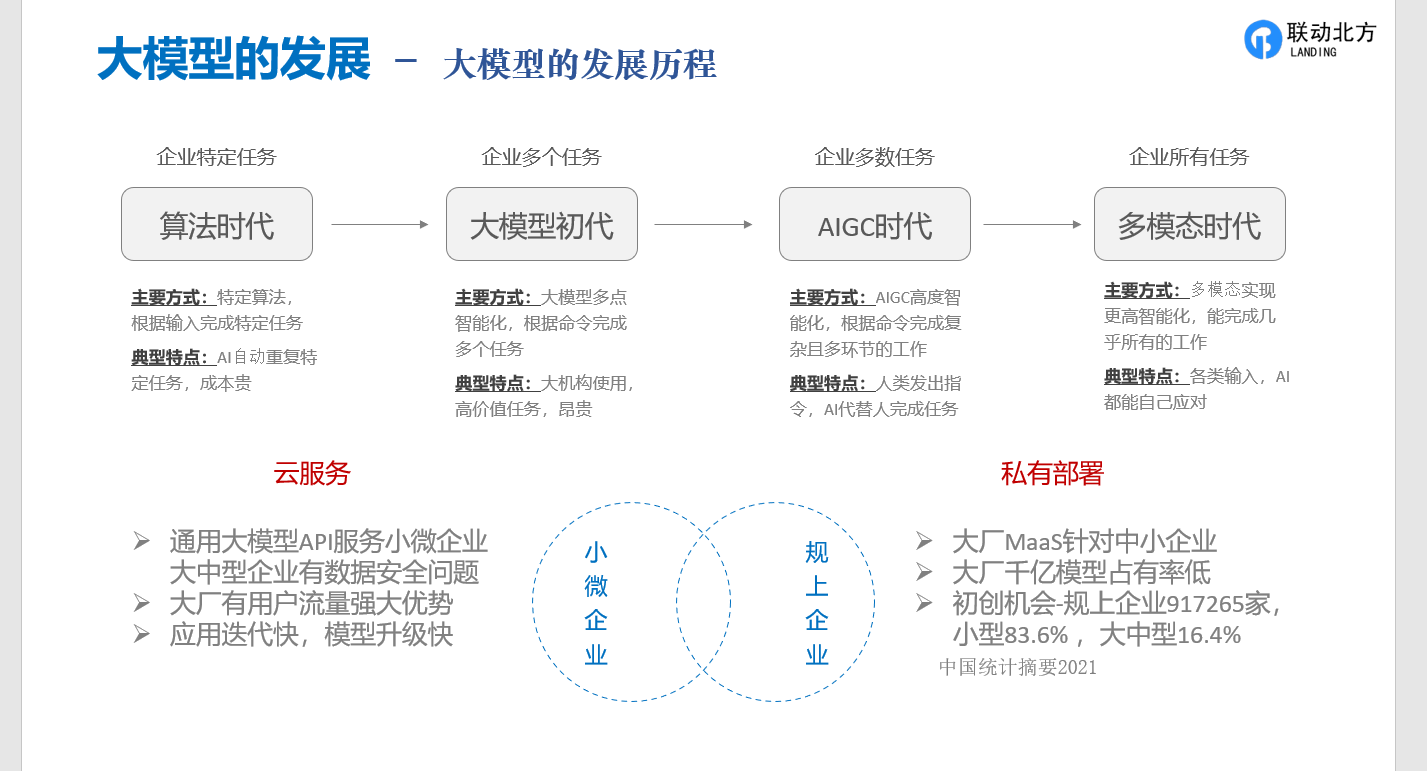 大模型的发展 – 大模型的发展历程
联动北方
LANDING
企业特定任务
算法时代
主要方式：特定算法，
根据输入完成特定任务
典型特点：AI自动重复特
定任务，成本贵
企业多个任务
大模型初代
主要方式：大模型多点
智能化，根据命令完成
多个任务
典型特点：大机构使用，
高价值任务，昂贵
企业多数任务
AIGC时代
主要方式：AIGC高度智
能化，根据命令完成复
杂且多环节的工作
典型特点：人类发出指
令，AI代替人完成任务
企业所有任务
多模态时代
主要方式：多模态实现
更高智能化，能完成几
乎所有的工作
典型特点：各类输入，AI
都能自己应对
云服务
➢ 通用大模型API服务小微企业
大中型企业有数据安全问题
➢ 大厂有用户流量强大优势
➢ 应用迭代快，模型升级快
小微企业
规上企业
私有部署
➢ 大厂MaaS针对中小企业
➢ 大厂千亿模型占有率低
➢ 初创机会-规上企业917265家，
小型83.6%，大中型16.4%
中国统计摘要2021